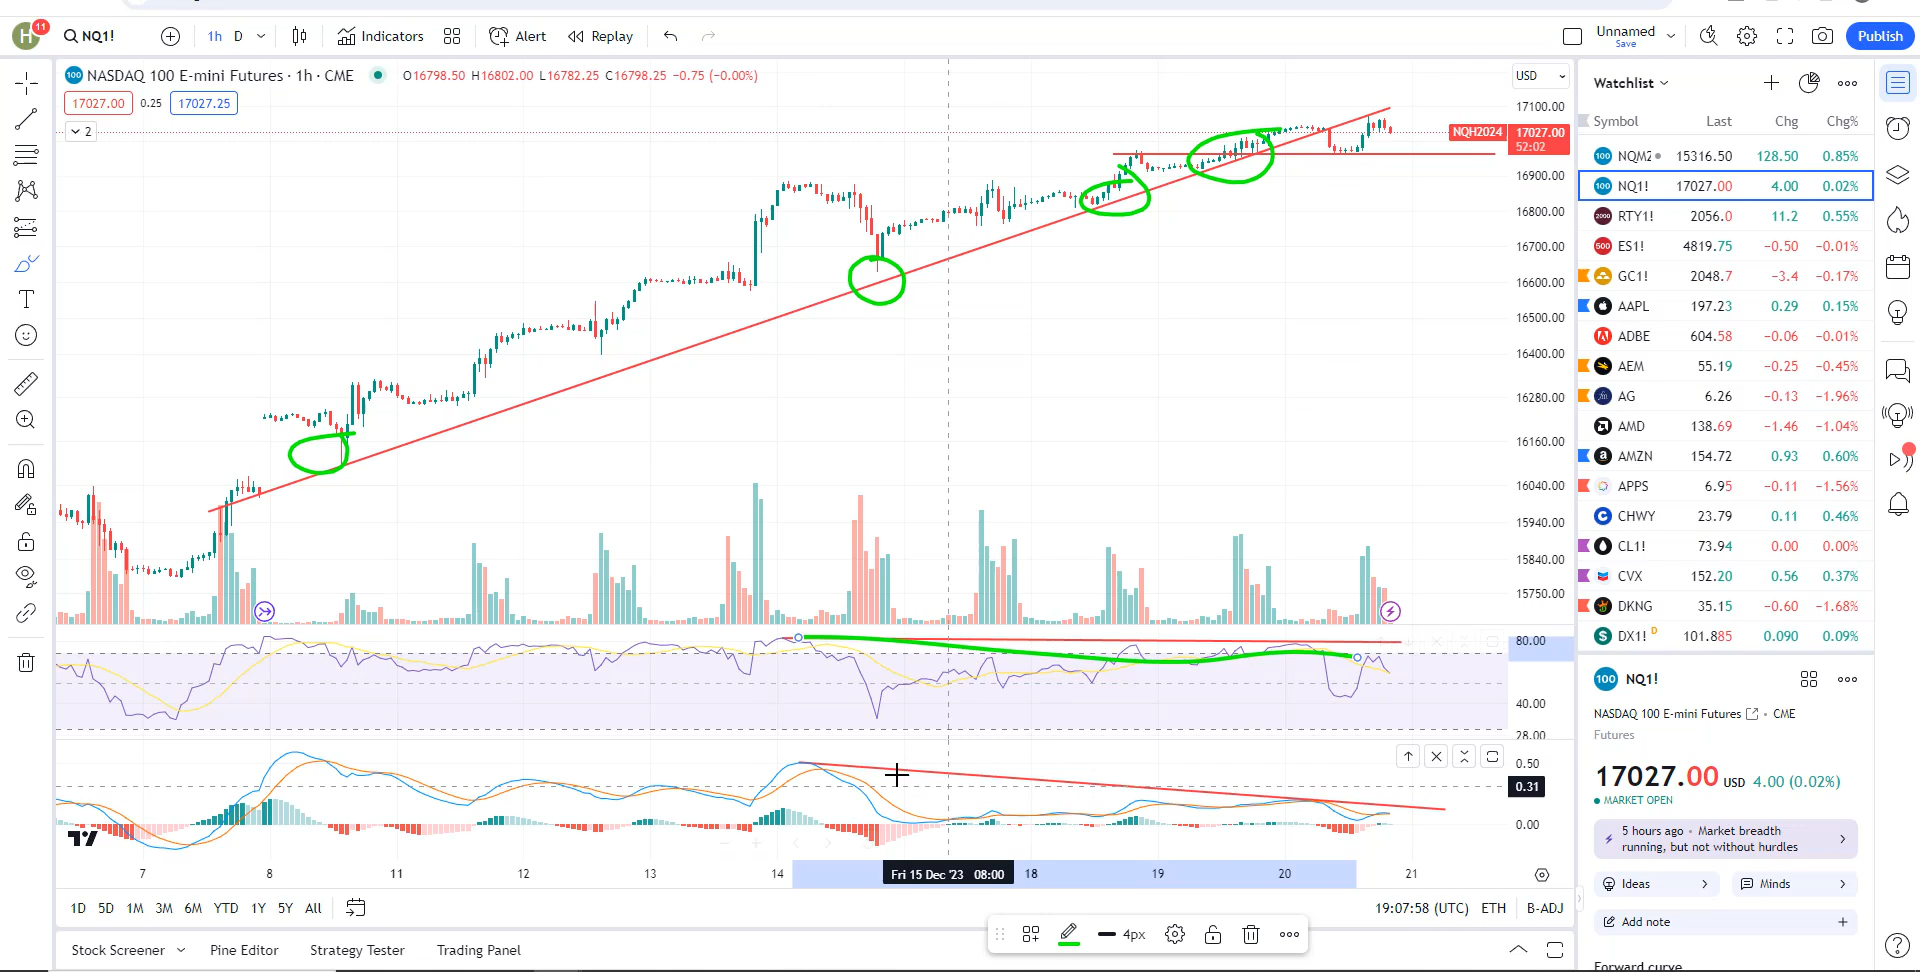 H 11 NQ1! 1h D Indicators Alert Replay Unnamed Save Publish
100 NASDAQ 100 E-mini Futures · 1h · CME O16798.50 H16802.00 L16782.25 C16798.25 −0.75 (−0.00%)
17027.00 0.25 17027.25
2
USD
17100.00
NQH2024 17027.00
52:02
16900.00
16800.00
16700.00
16600.00
16500.00
16400.00
16280.00
16160.00
16040.00
15940.00
15840.00
15750.00
80.00
40.00
28.00
0.50
0.31
0.00
7 8 11 12 13 14 Fri 15 Dec '23 08:00 18 19 20 21
1D 5D 1M 3M 6M YTD 1Y 5Y All 19:07:58 (UTC) ETH B-ADJ
4px
Stock Screener Pine Editor Strategy Tester Trading Panel
Watchlist
Symbol Last Chg Chg%
100 NQM2 15316.50 128.50 0.85%
100 NQ1! 17027.00 4.00 0.02%
2000 RTY1! 2056.0 11.2 0.55%
500 ES1! 4819.75 −0.50 −0.01%
GC1! 2048.7 −3.4 −0.17%
AAPL 197.23 0.29 0.15%
ADBE 604.58 −0.06 −0.01%
AEM 55.19 −0.25 −0.45%
AG 6.26 −0.13 −1.96%
AMD 138.69 −1.46 −1.04%
AMZN 154.72 0.93 0.60%
APPS 6.95 −0.11 −1.56%
CHWY 23.79 0.11 0.46%
CL1! 73.94 0.00 0.00%
CVX 152.20 0.56 0.37%
DKNG 35.15 −0.60 −1.68%
DX1! D 101.885 0.090 0.09%
100 NQ1!
NASDAQ 100 E-mini Futures • CME
Futures
17027.00 USD 4.00 (0.02%)
MARKET OPEN
5 hours ago • Market breadth
running, but not without hurdles
Ideas Minds
Add note
Forward curve